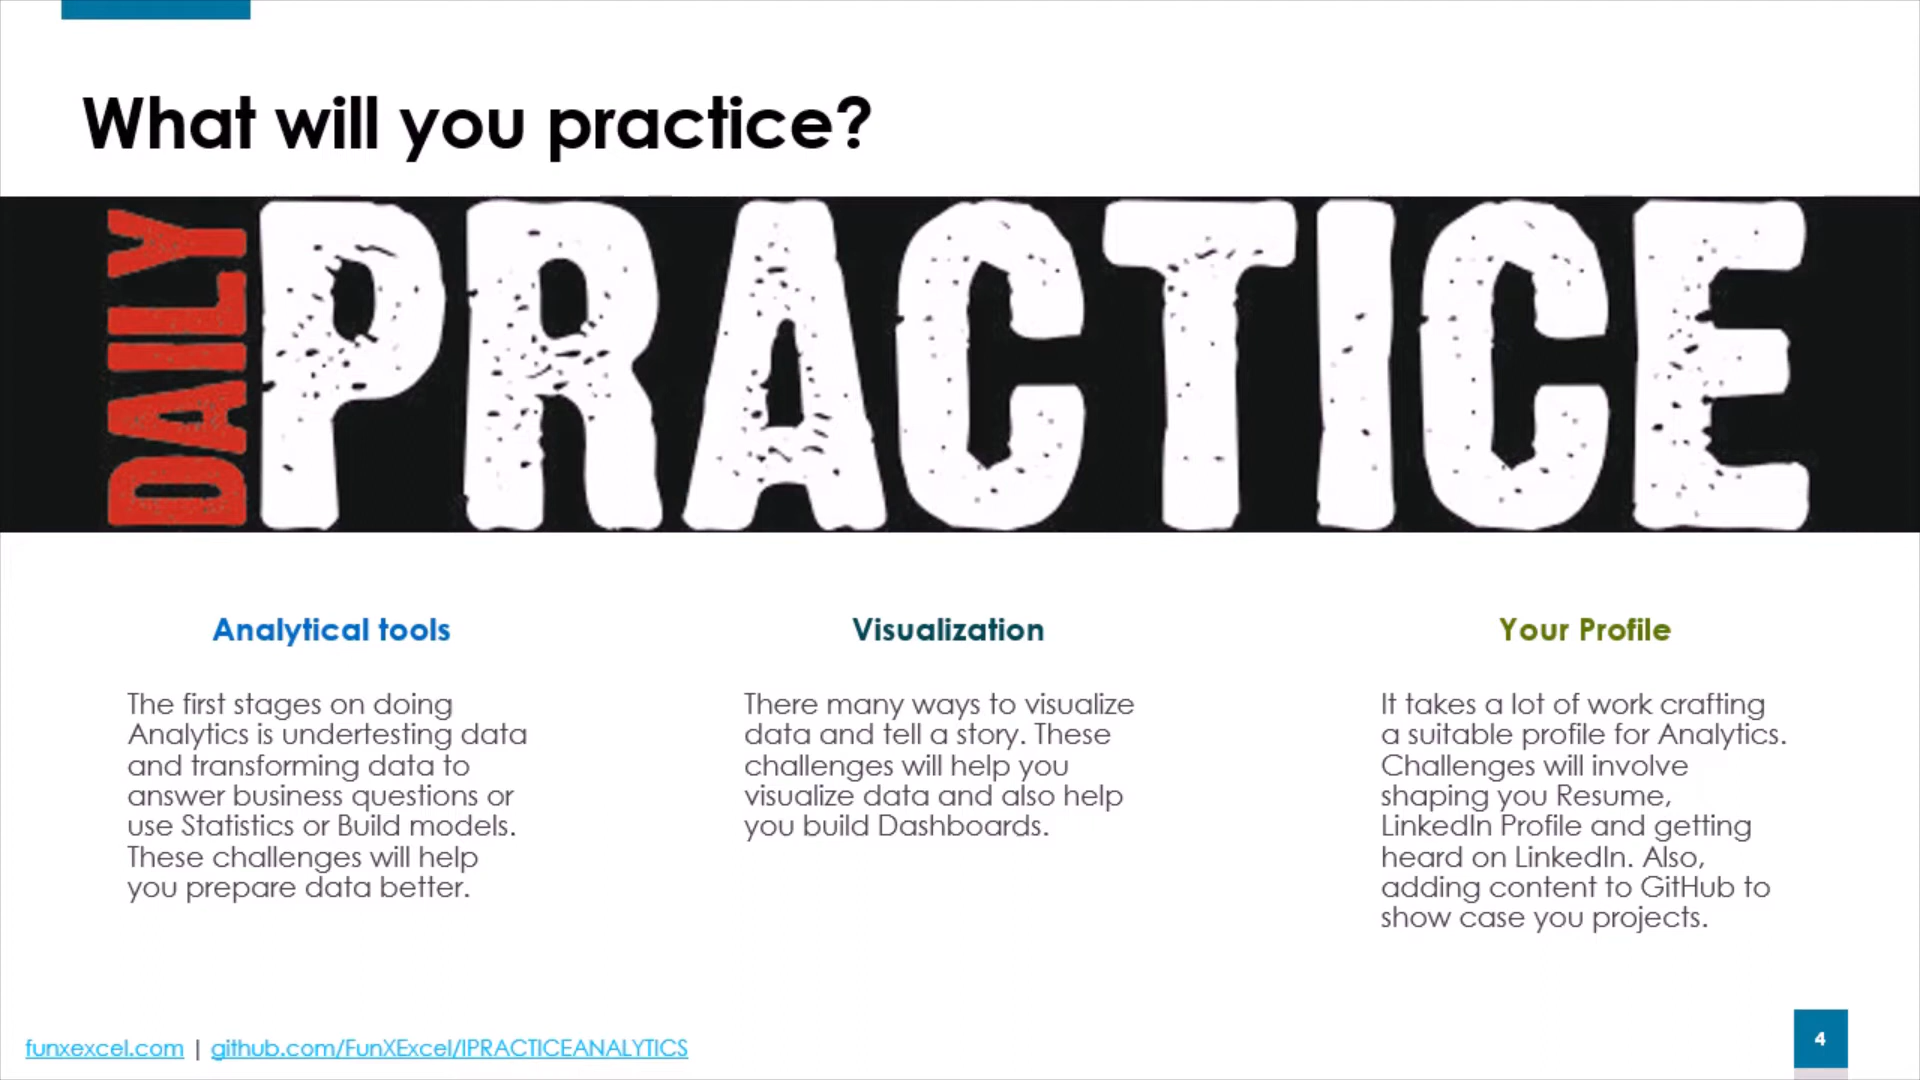 What will you practice?
DAILY
PRACTICE
Analytical tools
The first stages on doing
Analytics is undertesting data
and transforming data to
answer business questions or
use Statistics or Build models.
These challenges will help
you prepare data better.
Visualization
There many ways to visualize
data and tell a story. These
challenges will help you
visualize data and also help
you build Dashboards.
Your Profile
It takes a lot of work crafting
a suitable profile for Analytics.
Challenges will involve
shaping you Resume,
LinkedIn Profile and getting
heard on LinkedIn. Also,
adding content to GitHub to
show case you projects.
funxexcel.com | github.com/FunXExcel/IPRACTICEANALYTICS
4